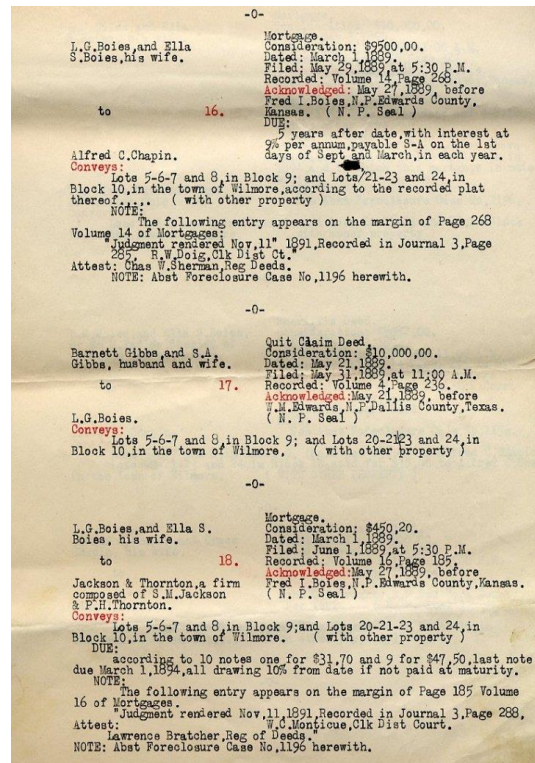 -0-
Mortgage.
L.G.Boies,and Ella Consideration: $9500,00.
S.Boies,his wife. Dated: March 1,1889.
Filed: May 29,1889,at 5:30 P.M.
Recorded: Volume 14,Page 268.
Acknowledged: May 27,1889, before
to 16. Fred I.Boies,N.P.Edwards County,
Kansas. ( N. P. Seal )
DUE:
5 years after date,with interest at
9% per annum,payable S-A on the 1st
Alfred C.Chapin. days of Sept and March,in each year.
Conveys:
Lots 5-6-7 and 8,in Block 9; and Lots/21-23 and 24,in
Block 10,in the town of Wilmore,according to the recorded plat
thereof..... ( with other property )
NOTE:
The following entry appears on the margin of Page 268
Volume 14 of Mortgages:
"Judgment rendered Nov,11" 1891,Recorded in Journal 3,Page
285, R.W.Doig,Clk Dist Ct."
Attest: Chas W.Sherman,Reg Deeds.
NOTE: Abst Foreclosure Case No,1196 herewith.
-0-
Quit Claim Deed,
Barnett Gibbs,and S.A. Consideration: $10,000,00.
Gibbs, husband and wife. Dated: May 21,1889.
Filed: May 31,1889,at 11:00 A.M.
to 17. Recorded: Volume 4,Page 236.
Acknowledged:May 21,1889, before
W.M.Edwards,N.P.Dallis County,Texas.
L.G.Boies. ( N. P. Seal )
Conveys:
Lots 5-6-7 and 8,in Block 9; and Lots 20-2123 and 24,in
Block 10,in the town of Wilmore, ( with other property )
-0-
Mortgage.
L.G.Boies,and Ella S. Consideration: $450,20.
Boies, his wife. Dated: March 1,1889.
Filed: June 1,1889,at 5:30 P.M.
to 18. Recorded: Volume 16,Page 185.
Acknowledged:May 27,1889, before
Jackson & Thornton,a firm Fred I.Boies,N.P.Edwards County,Kansas.
composed of S.M.Jackson ( N. P. Seal )
& P.H.Thornton.
Conveys:
Lots 5-6-7 and 8,in Block 9;and Lots 20-21-23 and 24,in
Block 10,in the town of Wilmore. ( with other property )
DUE:
according to 10 notes one for $31,70 and 9 for $47,50,last note
due March 1,1894,all drawing 10% from date if not paid at maturity.
NOTE:
The following entry appears on the margin of Page 185 Volume
16 of Mortgages.
"Judgment rendered Nov,11,1891,Recorded in Journal 3,Page 288,
Attest: W.C.Monticue,Clk Dist Court.
Lawrence Bratcher,Reg of Deeds."
NOTE: Abst Foreclosure Case No,1196 herewith.